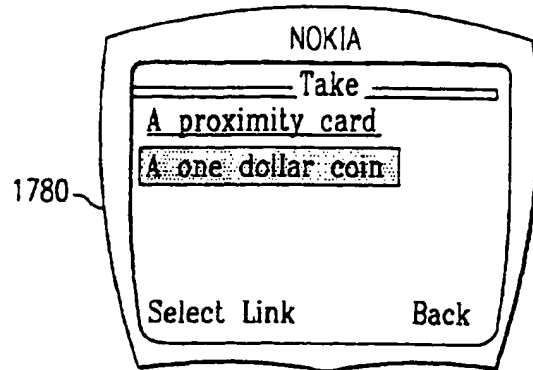 NOKIA
Take
A proximity card
A one dollar coin
1780
Select Link Back